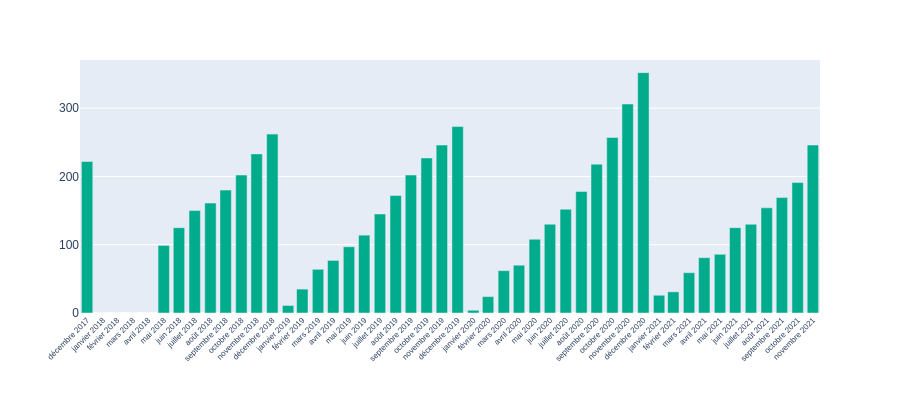 300
200
100
0
décembre 2017
janvier 2018
février 2018
mars 2018
avril 2018
mai 2018
juin 2018
juillet 2018
août 2018
septembre 2018
octobre 2018
novembre 2018
décembre 2018
janvier 2019
février 2019
mars 2019
avril 2019
mai 2019
juin 2019
juillet 2019
août 2019
septembre 2019
octobre 2019
novembre 2019
décembre 2019
janvier 2020
février 2020
mars 2020
avril 2020
mai 2020
juin 2020
juillet 2020
août 2020
septembre 2020
octobre 2020
novembre 2020
décembre 2020
janvier 2021
février 2021
mars 2021
avril 2021
mai 2021
juin 2021
juillet 2021
août 2021
septembre 2021
octobre 2021
novembre 2021